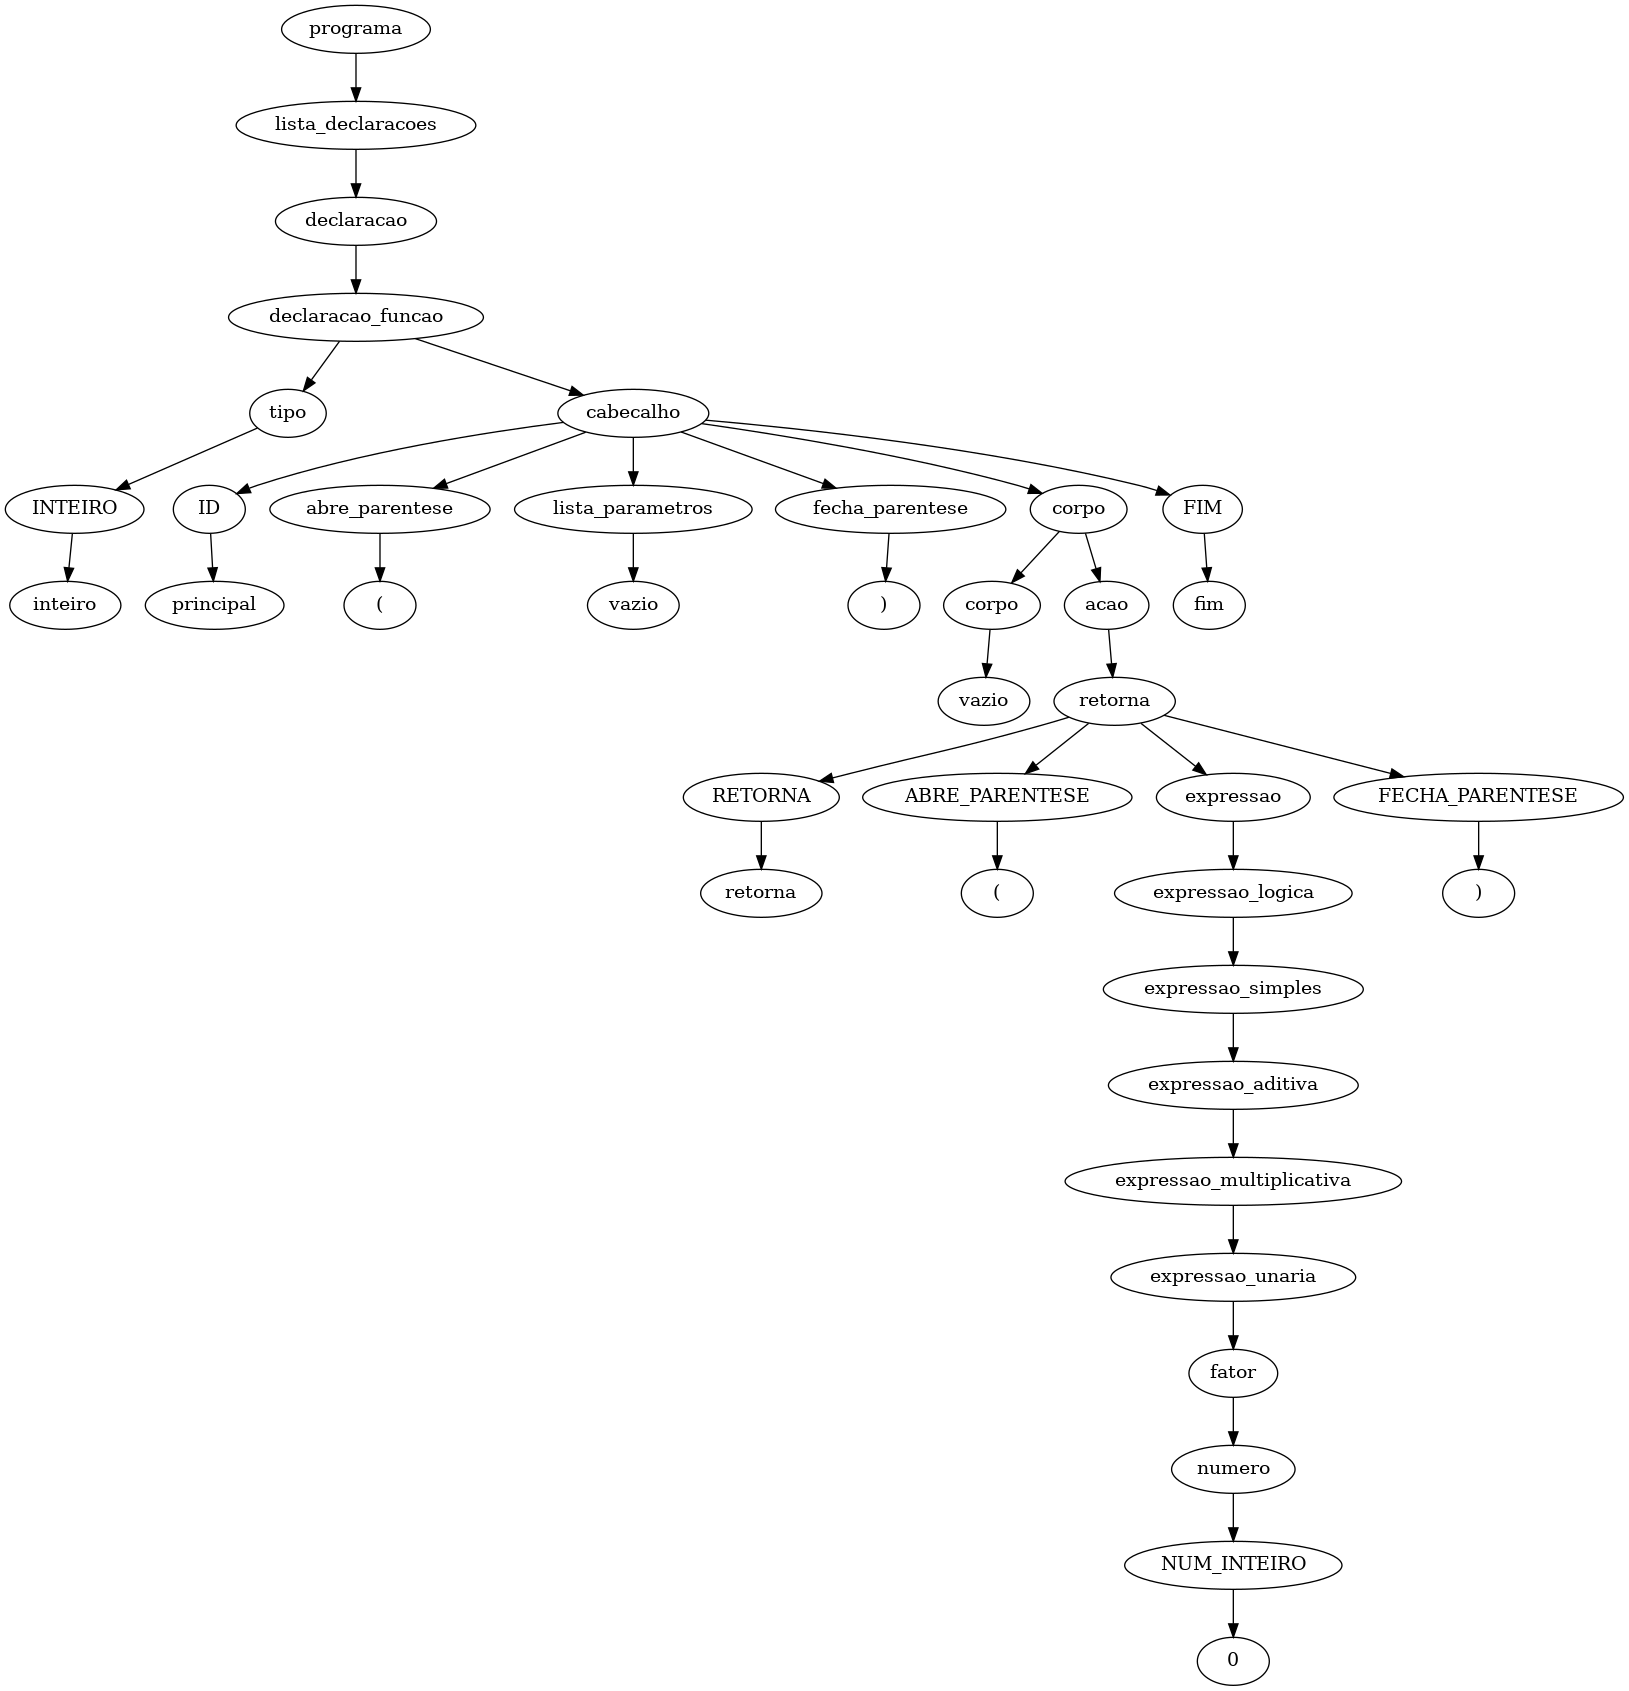 programa
lista_declaracoes
declaracao
declaracao_funcao
tipo
cabecalho
INTEIRO
ID
abre_parentese
lista_parametros
fecha_parentese
corpo
FIM
inteiro
principal
(
vazio
)
corpo
acao
fim
vazio
retorna
RETORNA
ABRE_PARENTESE
expressao
FECHA_PARENTESE
retorna
(
expressao_logica
)
expressao_simples
expressao_aditiva
expressao_multiplicativa
expressao_unaria
fator
numero
NUM_INTEIRO
0